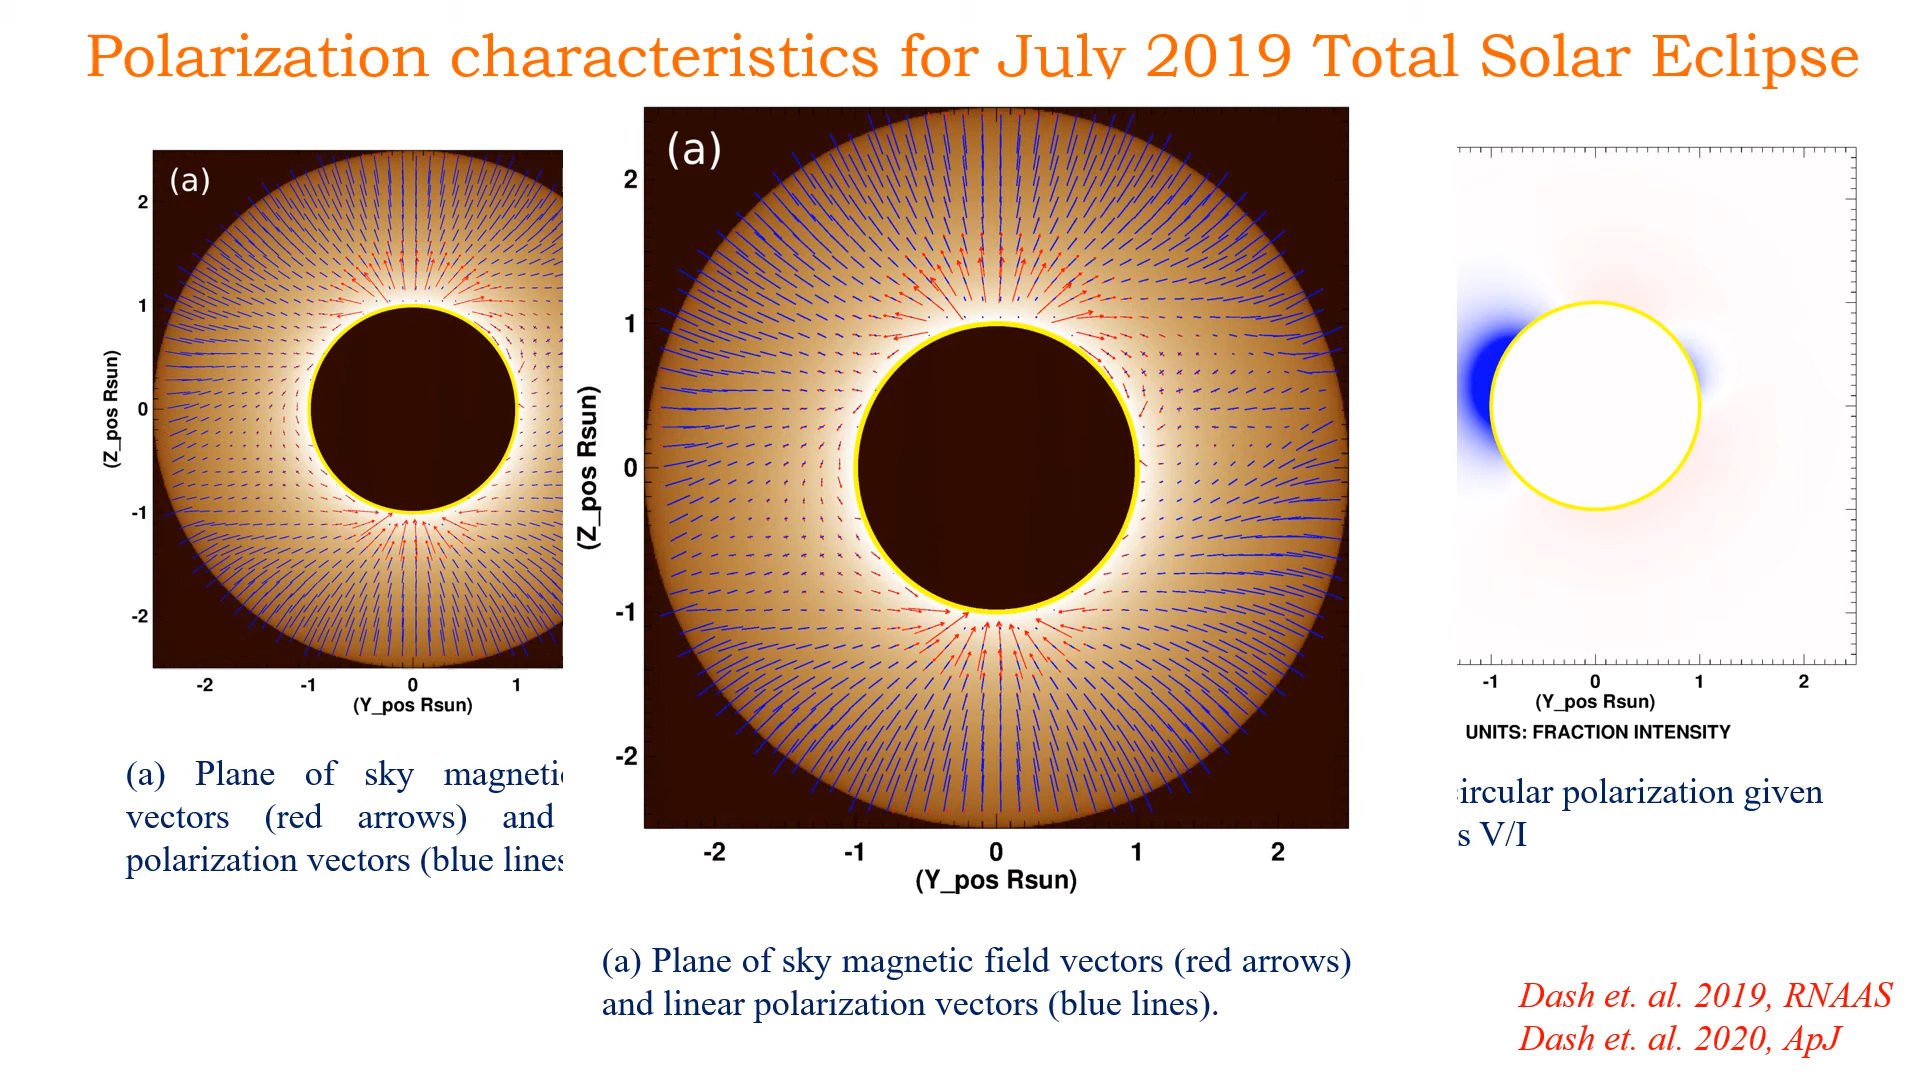 Polarization characteristics for July 2019 Total Solar Eclipse
(a)
2
1
0
-1
-2
(Z_pos Rsun)
-2 -1 0 1
(Y_pos Rsun)
(a) Plane of sky magnetic
vectors (red arrows) and
polarization vectors (blue lines
(a)
2
1
0
-1
-2
(Z_pos Rsun)
-2 -1 0 1 2
(Y_pos Rsun)
(a) Plane of sky magnetic field vectors (red arrows)
and linear polarization vectors (blue lines).
-1 0 1 2
(Y_pos Rsun)
UNITS: FRACTION INTENSITY
ircular polarization given
s V/I
Dash et. al. 2019, RNAAS
Dash et. al. 2020, ApJ